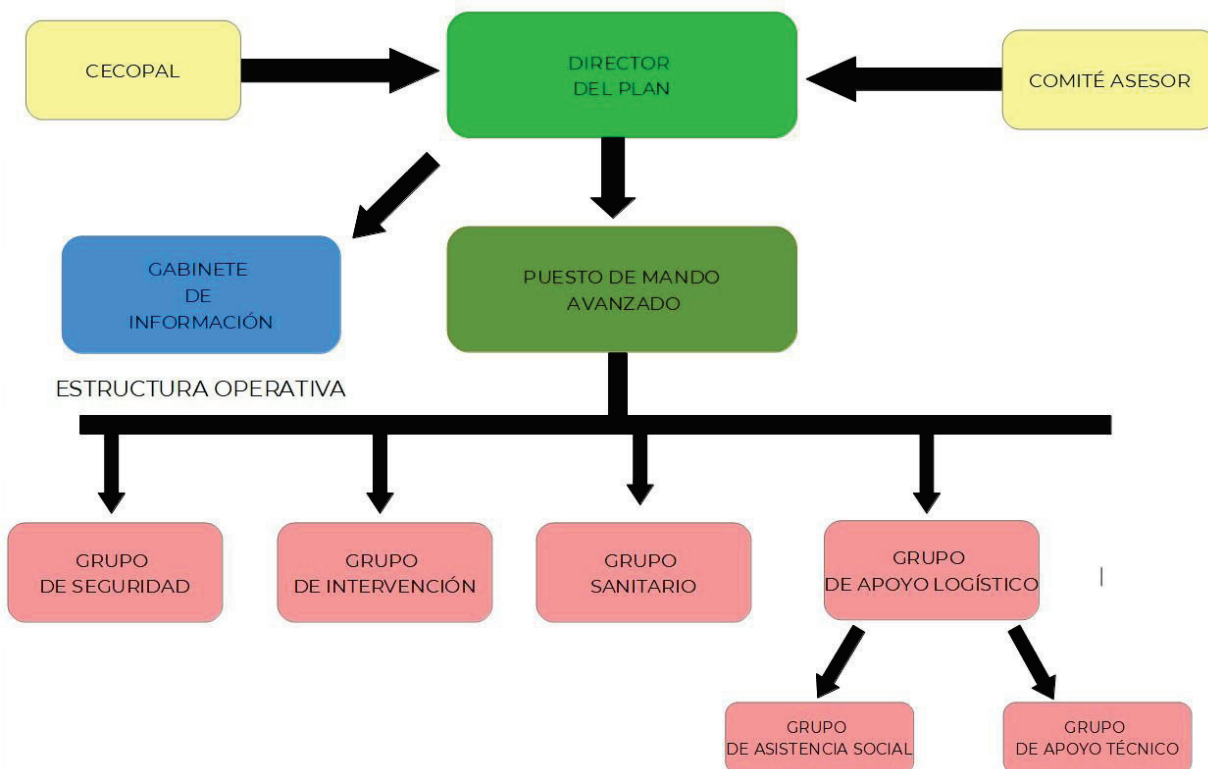 CECOPAL
DIRECTOR
DEL PLAN
COMITÉ ASESOR
GABINETE
DE
INFORMACIÓN
PUESTO DE MANDO
AVANZADO
ESTRUCTURA OPERATIVA
GRUPO
DE SEGURIDAD
GRUPO
DE INTERVENCIÓN
GRUPO
SANITARIO
GRUPO
DE APOYO LOGÍSTICO
GRUPO
DE ASISTENCIA SOCIAL
GRUPO
DE APOYO TÉCNICO